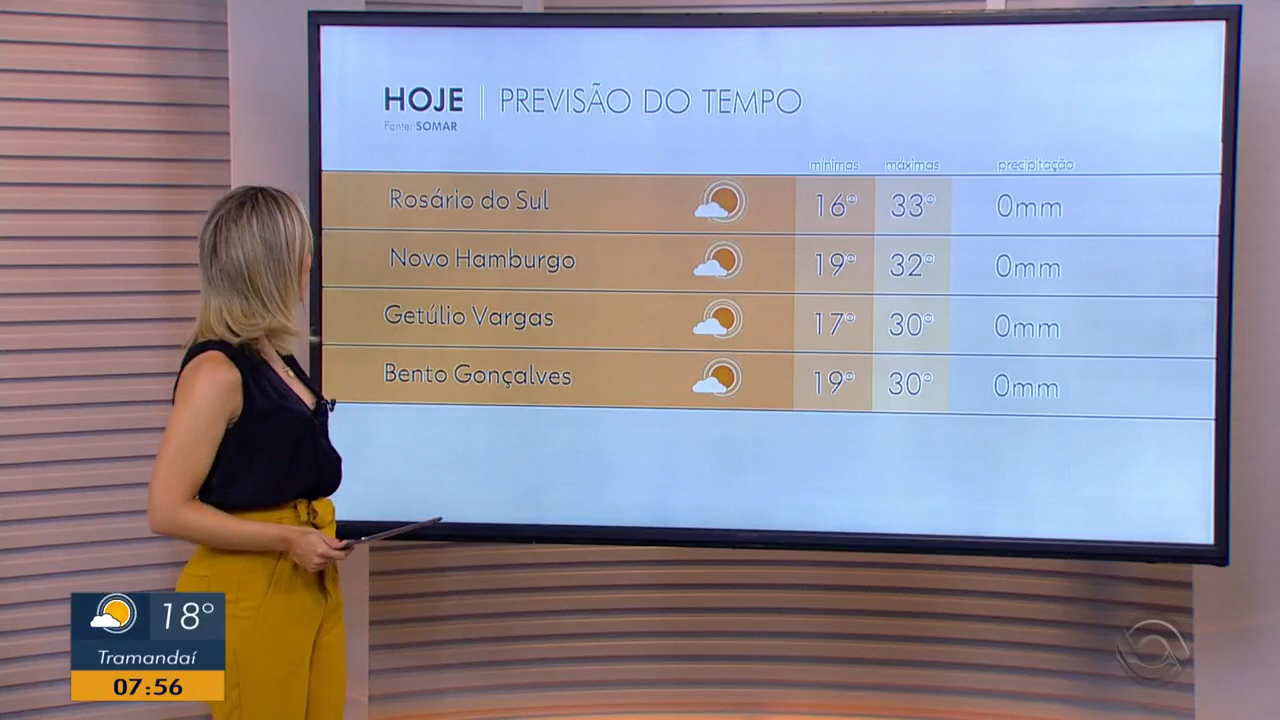 HOJE | PREVISÃO DO TEMPO
Fonte: SOMAR
mínimas máximas precipitação
Rosário do Sul 16° 33° 0mm
Novo Hamburgo 19° 32° 0mm
Getúlio Vargas 17° 30° 0mm
Bento Gonçalves 19° 30° 0mm
18°
Tramandaí
07:56